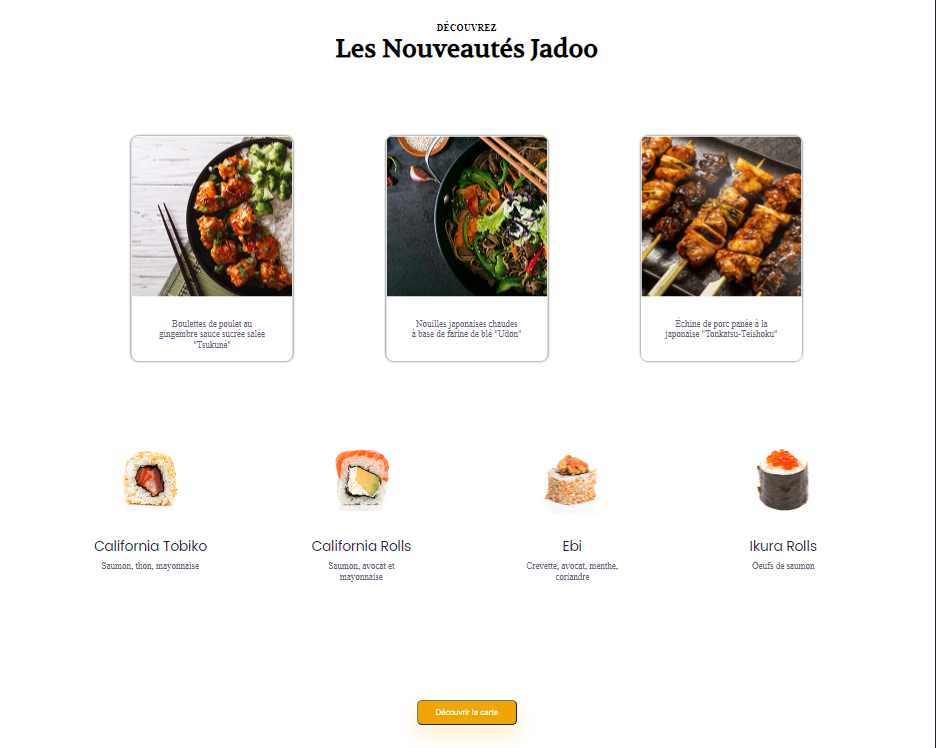 DÉCOUVREZ
Les Nouveautés Jadoo
Boulettes de poulet au
gingembre sauce sucrée salée
"Tsukune"
Nouilles japonaises chaudes
à base de farine de blé "Udon"
Échine de porc panée à la
japonaise "Tonkatsu-Teishoku"
California Tobiko
Saumon, thon, mayonnaise
California Rolls
Saumon, avocat et
mayonnaise
Ebi
Crevette, avocat, menthe,
coriandre
Ikura Rolls
Oeufs de saumon
Découvrir la carte